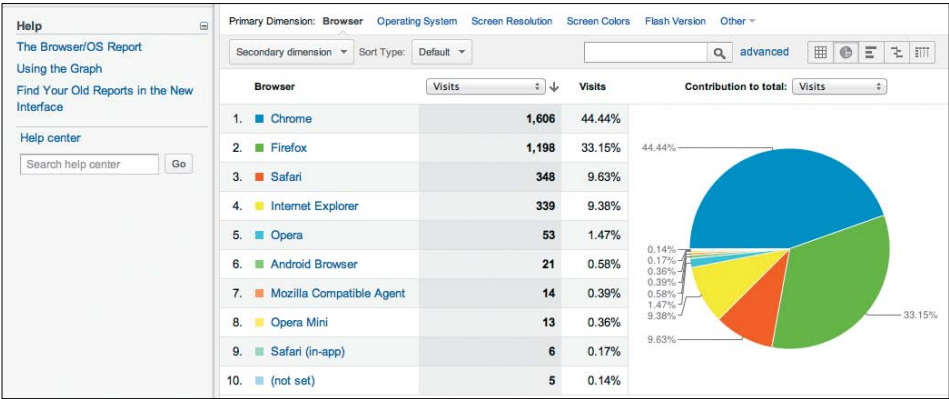 Help
The Browser/OS Report
Using the Graph
Find Your Old Reports in the New
Interface
Help center
Search help center Go
Primary Dimension: Browser Operating System Screen Resolution Screen Colors Flash Version Other
Secondary dimension Sort Type: Default advanced
Browser Visits Visits Contribution to total: Visits
1. Chrome 1,606 44.44%
2. Firefox 1,198 33.15%
3. Safari 348 9.63%
4. Internet Explorer 339 9.38%
5. Opera 53 1.47%
6. Android Browser 21 0.58%
7. Mozilla Compatible Agent 14 0.39%
8. Opera Mini 13 0.36%
9. Safari (in-app) 6 0.17%
10. (not set) 5 0.14%
44.44%
0.14%
0.17%
0.36%
0.39%
0.58%
1.47%
9.38%
9.63%
33.15%